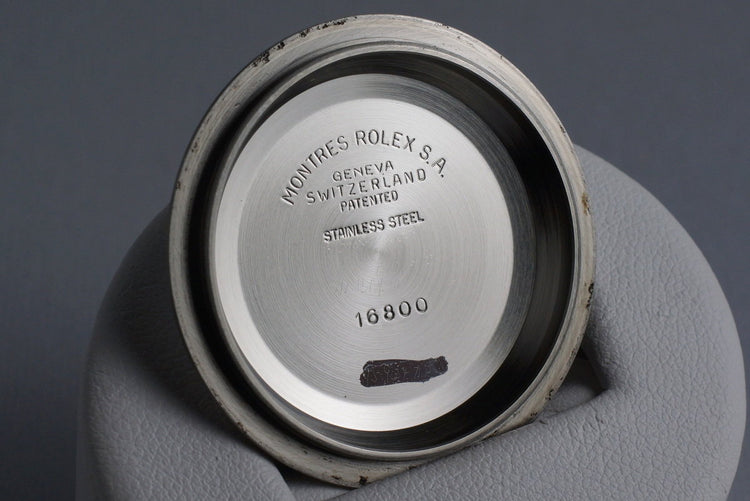 MONTRES ROLEX S.A.
GENEVA
SWITZERLAND
PATENTED
STAINLESS STEEL
16800